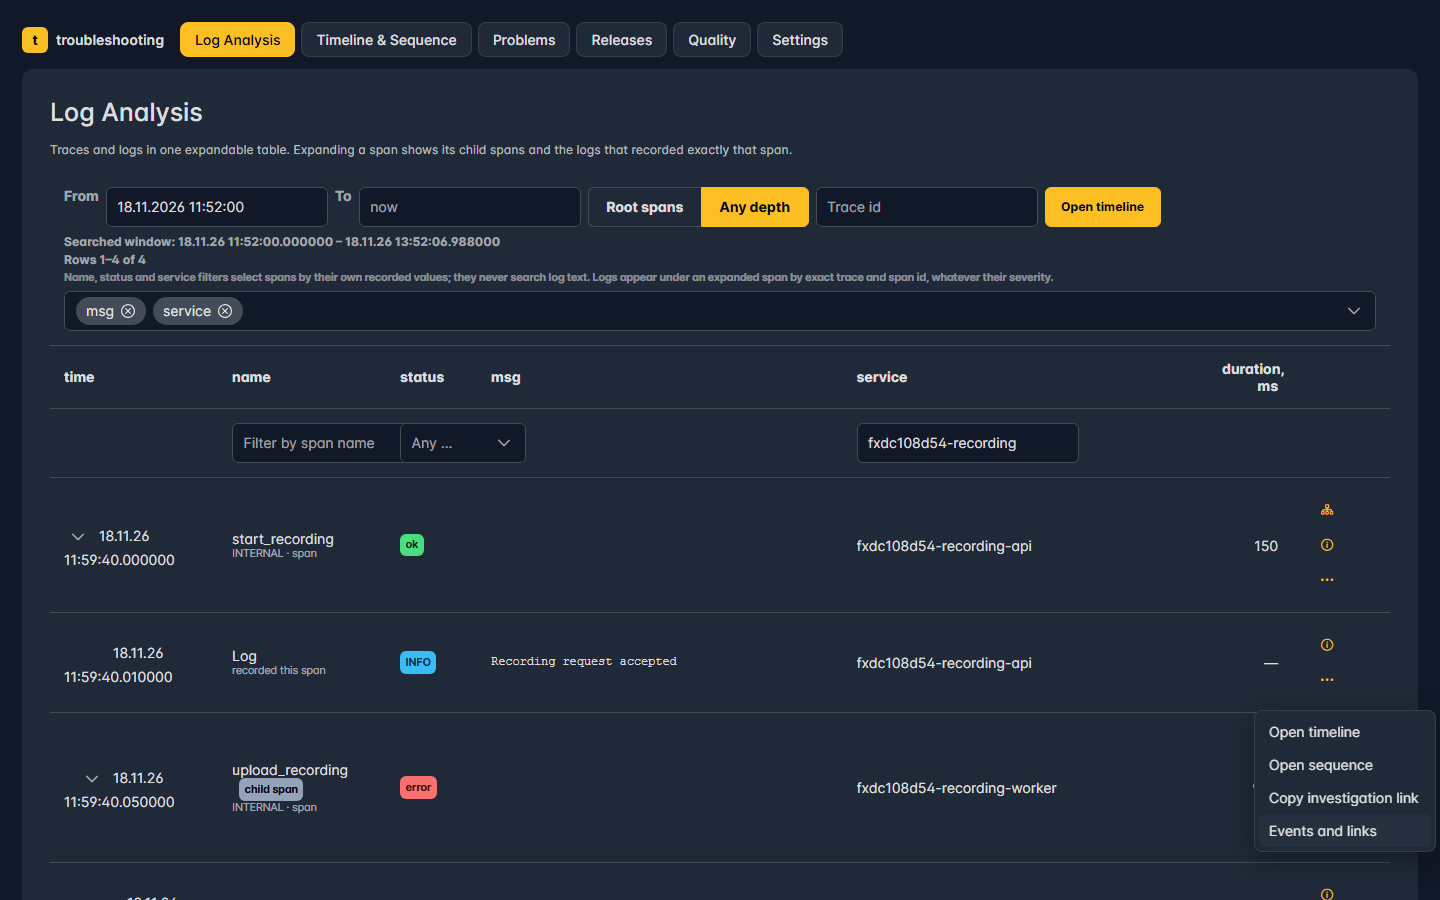 t troubleshooting Log Analysis Timeline & Sequence Problems Releases Quality Settings
Log Analysis
Traces and logs in one expandable table. Expanding a span shows its child spans and the logs that recorded exactly that span.
From 18.11.2026 11:52:00 To now Root spans Any depth Trace id Open timeline
Searched window: 18.11.26 11:52:00.000000 – 18.11.26 13:52:06.988000
Rows 1–4 of 4
Name, status and service filters select spans by their own recorded values; they never search log text. Logs appear under an expanded span by exact trace and span id, whatever their severity.
msg service
time name status msg service duration, ms
Filter by span name Any ... fxdc108d54-recording
18.11.26
11:59:40.000000
start_recording
INTERNAL · span
ok
fxdc108d54-recording-api
150
18.11.26
11:59:40.010000
Log
recorded this span
INFO
Recording request accepted
fxdc108d54-recording-api
—
18.11.26
11:59:40.050000
upload_recording
child span
INTERNAL · span
error
fxdc108d54-recording-worker
Open timeline
Open sequence
Copy investigation link
Events and links